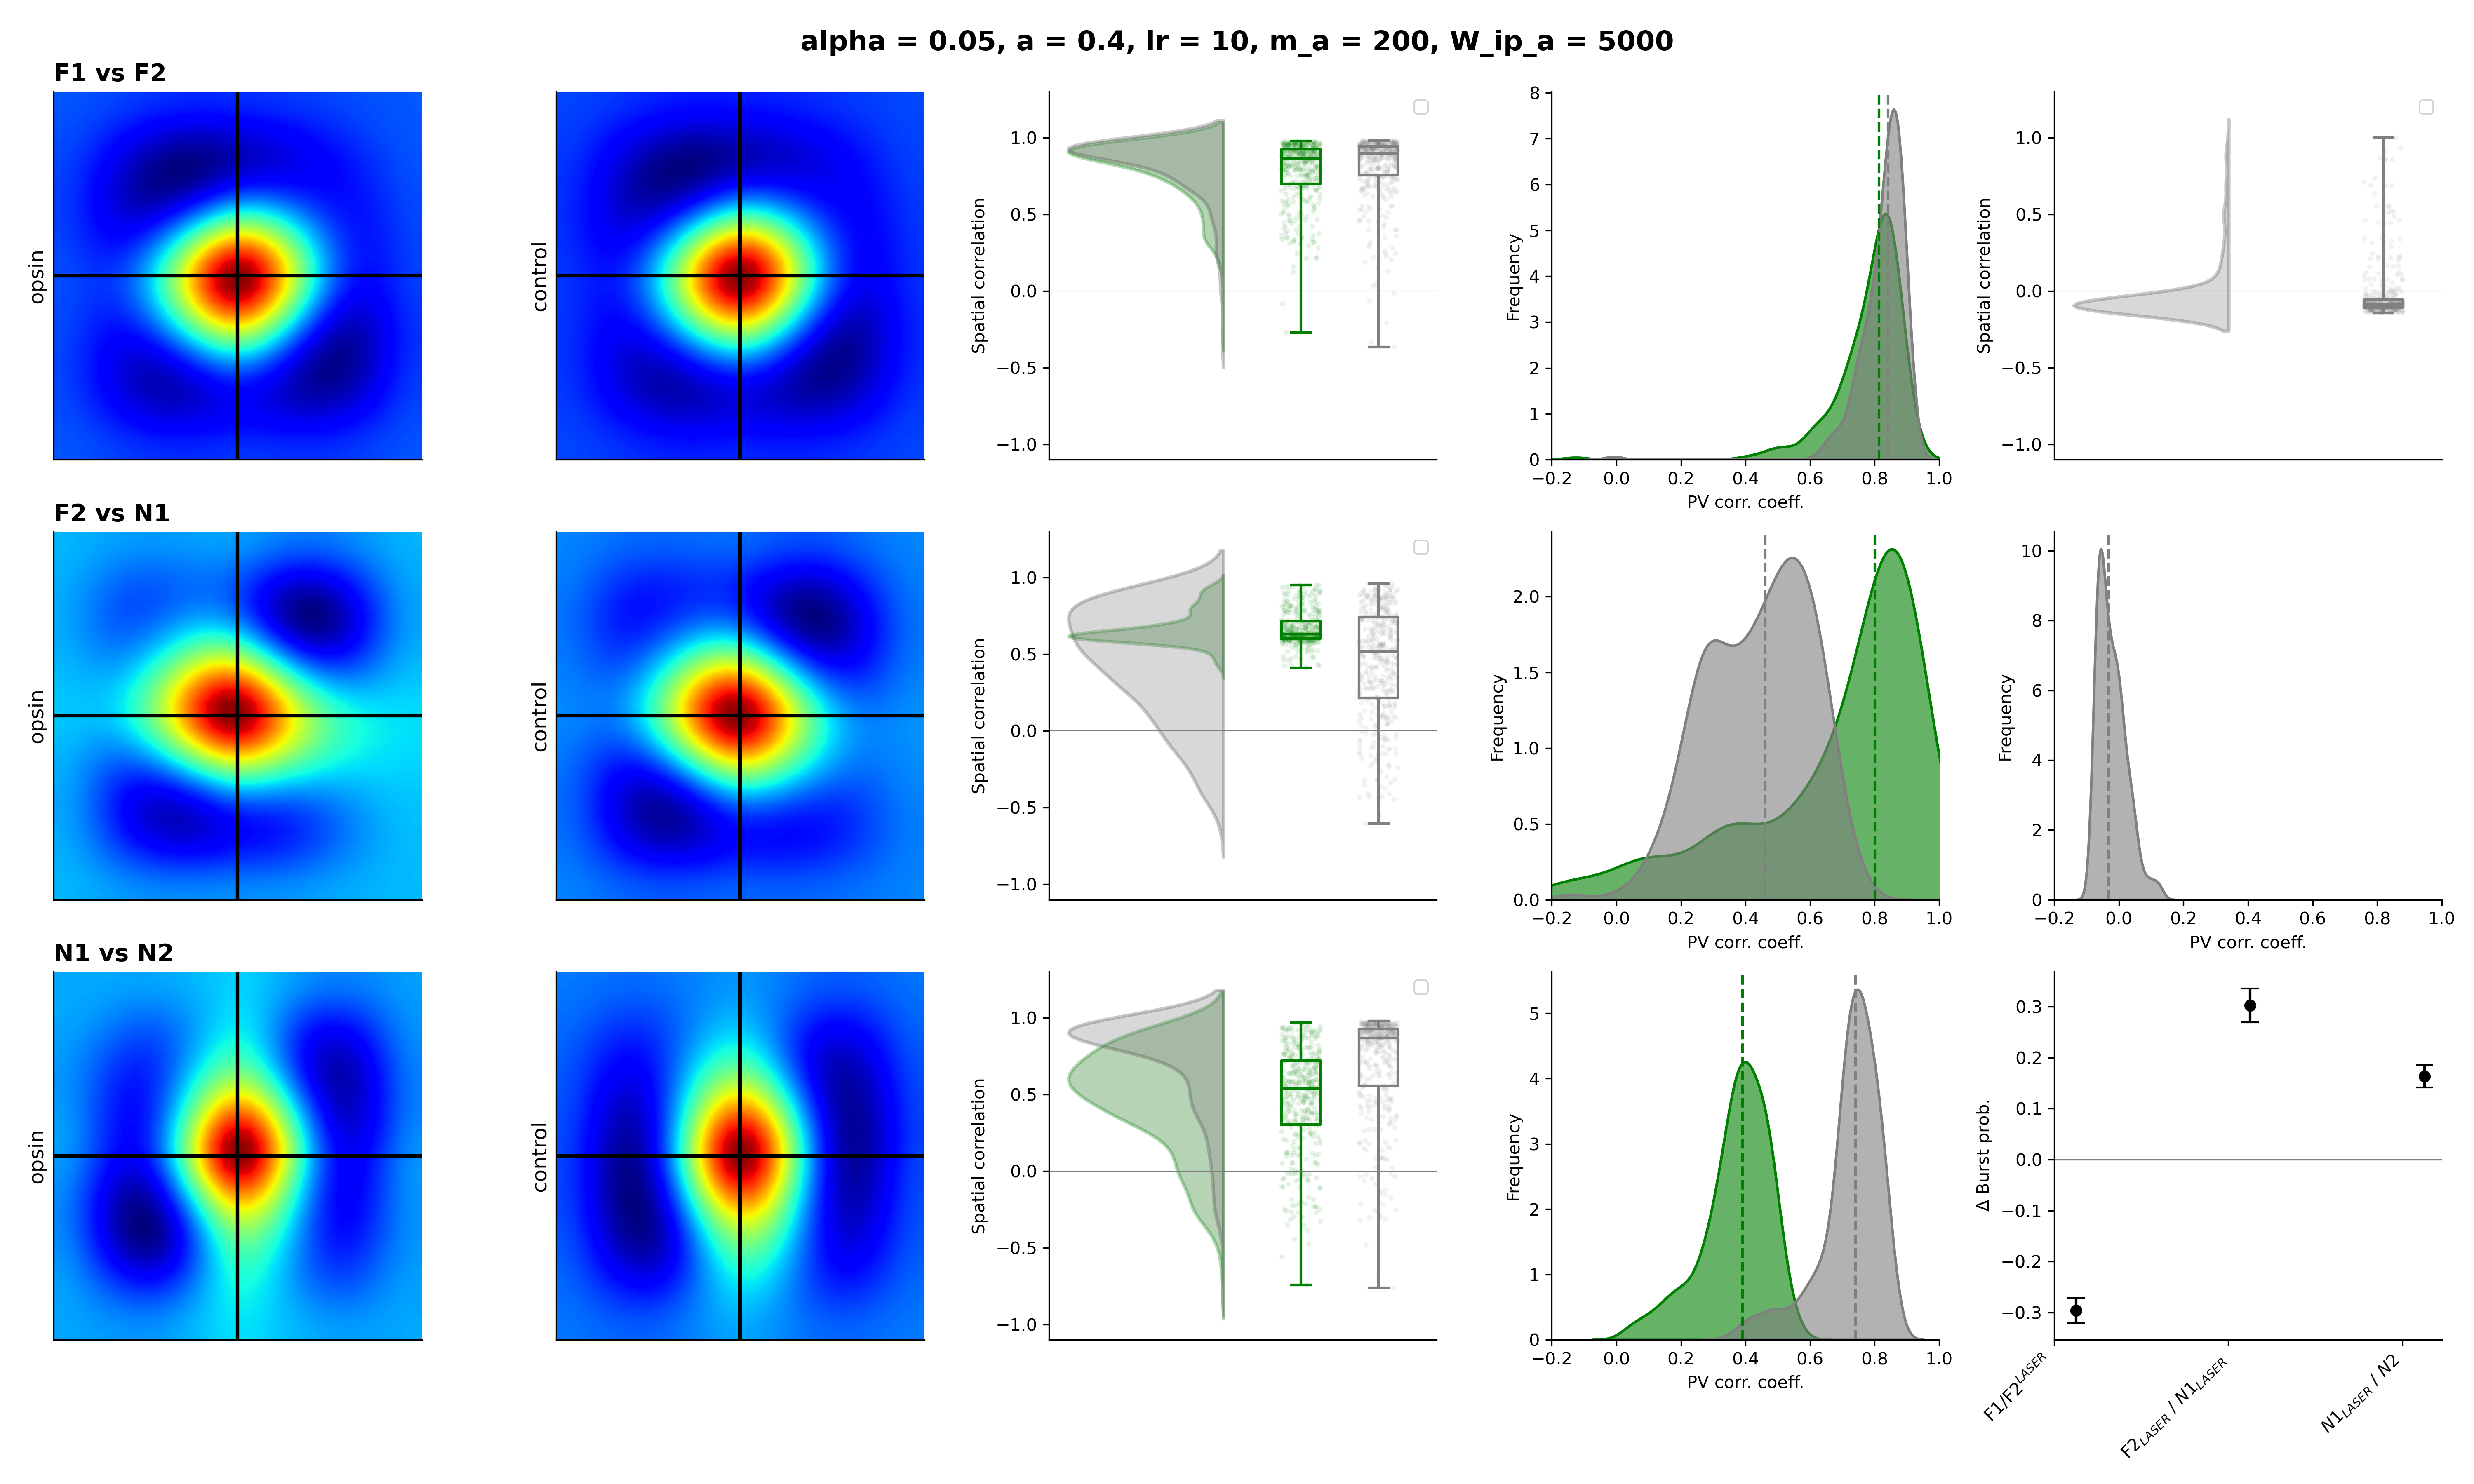 alpha = 0.05, a = 0.4, lr = 10, m_a = 200, W_ip_a = 5000
F1 vs F2
opsin
control
Spatial correlation
1.0
0.5
0.0
−0.5
−1.0
Frequency
8
7
6
5
4
3
2
1
0
−0.2 0.0 0.2 0.4 0.6 0.8 1.0
PV corr. coeff.
Spatial correlation
1.0
0.5
0.0
−0.5
−1.0
F2 vs N1
opsin
control
Spatial correlation
1.0
0.5
0.0
−0.5
−1.0
Frequency
2.0
1.5
1.0
0.5
0.0
−0.2 0.0 0.2 0.4 0.6 0.8 1.0
PV corr. coeff.
Frequency
10
8
6
4
2
0
−0.2 0.0 0.2 0.4 0.6 0.8 1.0
PV corr. coeff.
N1 vs N2
opsin
control
Spatial correlation
1.0
0.5
0.0
−0.5
−1.0
Frequency
5
4
3
2
1
0
−0.2 0.0 0.2 0.4 0.6 0.8 1.0
PV corr. coeff.
Δ Burst prob.
0.3
0.2
0.1
0.0
−0.1
−0.2
−0.3
F1/F2^LASER
F2_LASER / N1_LASER
N1_LASER / N2